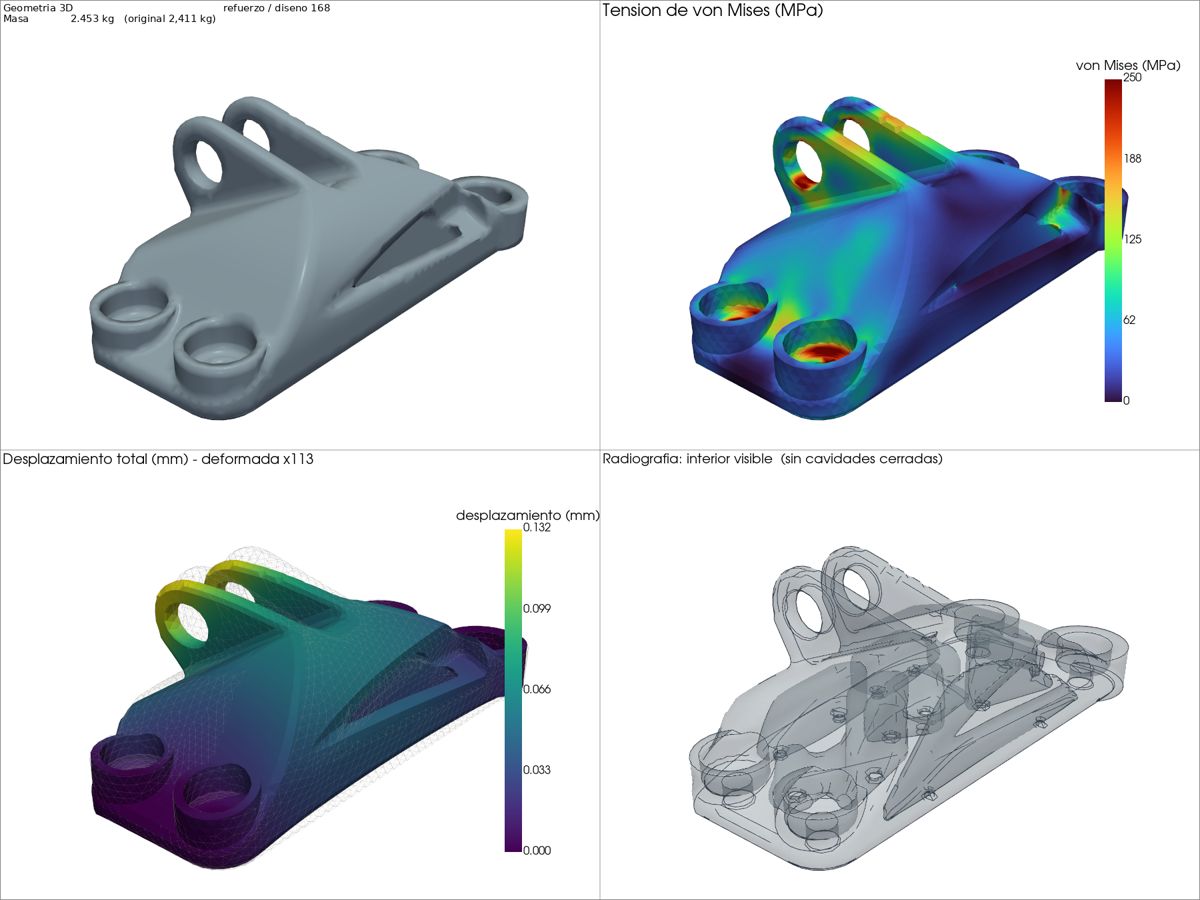 Geometria 3D refuerzo / diseno 168
Masa 2.453 kg (original 2,411 kg)
Tension de von Mises (MPa)
von Mises (MPa)
250
188
125
62
0
Desplazamiento total (mm) - deformada x113
desplazamiento (mm)
0.132
0.099
0.066
0.033
0.000
Radiografia: interior visible (sin cavidades cerradas)